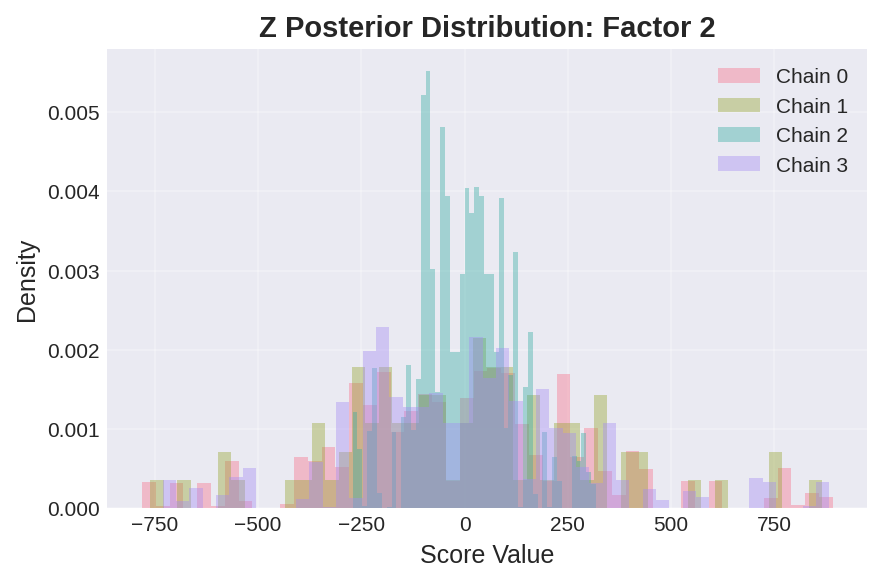 Z Posterior Distribution: Factor 2
Chain 0
Chain 1
Chain 2
Chain 3
Density
0.005
0.004
0.003
0.002
0.001
0.000
−750 −500 −250 0 250 500 750
Score Value